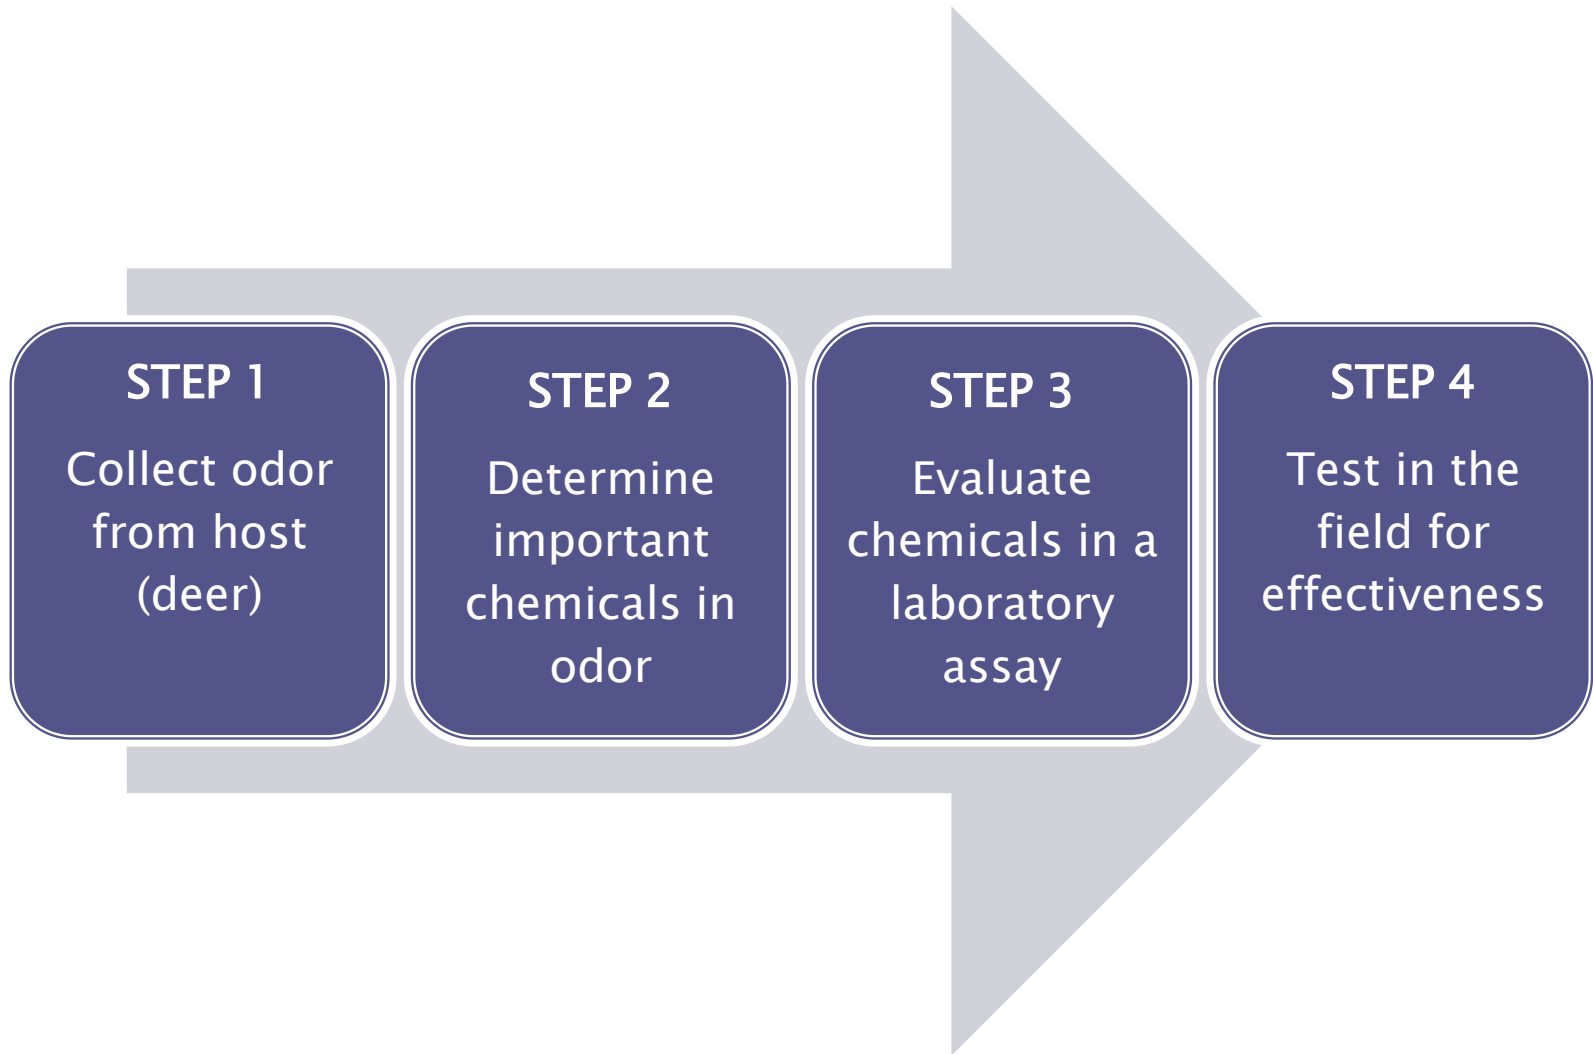 STEP 1
Collect odor
from host
(deer)
STEP 2
Determine
important
chemicals in
odor
STEP 3
Evaluate
chemicals in a
laboratory
assay
STEP 4
Test in the
field for
effectiveness